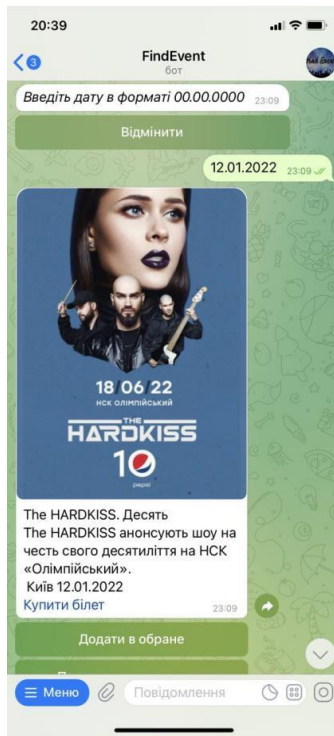 20:39
3
FindEvent
бот
Введіть дату в форматі 00.00.0000 23:09
Відмінити
12.01.2022 23:09
18/06/22
НСК ОЛІМПІЙСЬКИЙ
THE
HARDKISS
10
pepsi
The HARDKISS. Десять
The HARDKISS анонсують шоу на
честь свого десятиліття на НСК
«Олімпійський».
Київ 12.01.2022
Купити білет 23:09
Додати в обране
Меню Повідомлення